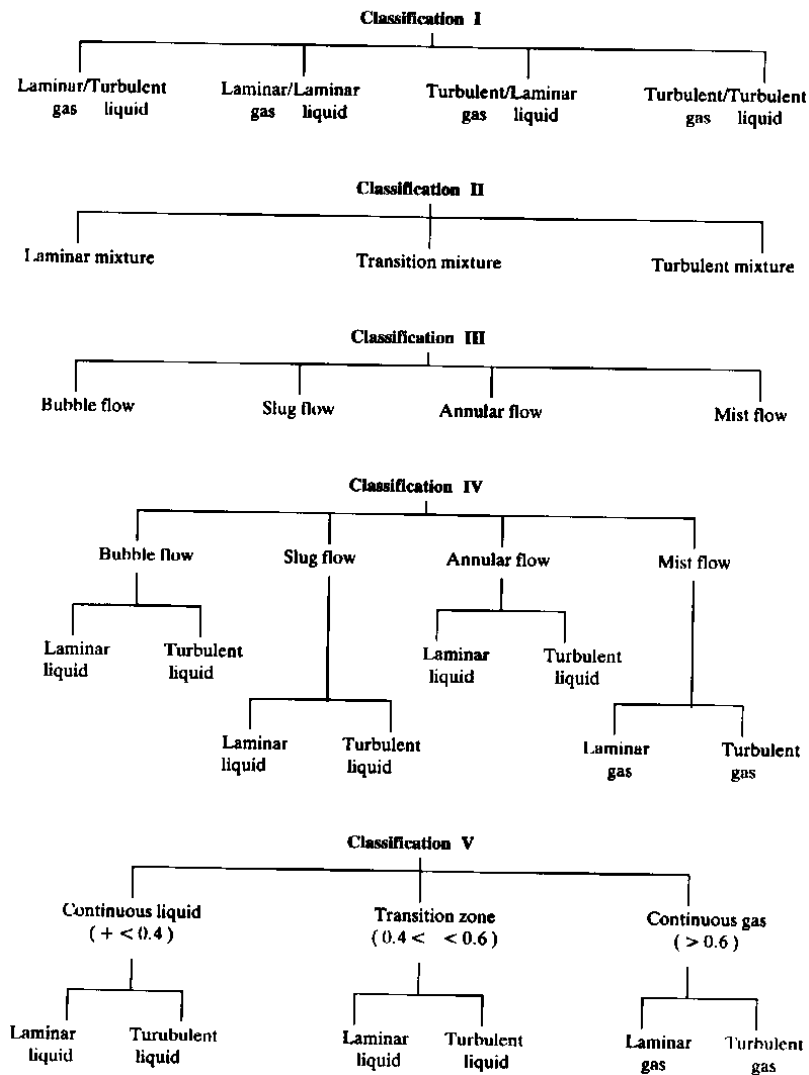 Classification I
Laminar/Turbulent Laminar/Laminar Turbulent/Laminar Turbulent/Turbulent
gas liquid gas liquid gas liquid gas liquid
Classification II
Laminar mixture Transition mixture Turbulent mixture
Classification III
Bubble flow Slug flow Annular flow Mist flow
Classification IV
Bubble flow Slug flow Annular flow Mist flow
Laminar Turbulent Laminar Turbulent
liquid liquid liquid liquid
Laminar Turbulent Laminar Turbulent
liquid liquid gas gas
Classification V
Continuous liquid Transition zone Continuous gas
( + < 0.4 ) ( 0.4 < < 0.6 ) ( > 0.6 )
Laminar Turubulent Laminar Turbulent Laminar Turbulent
liquid liquid liquid liquid gas gas